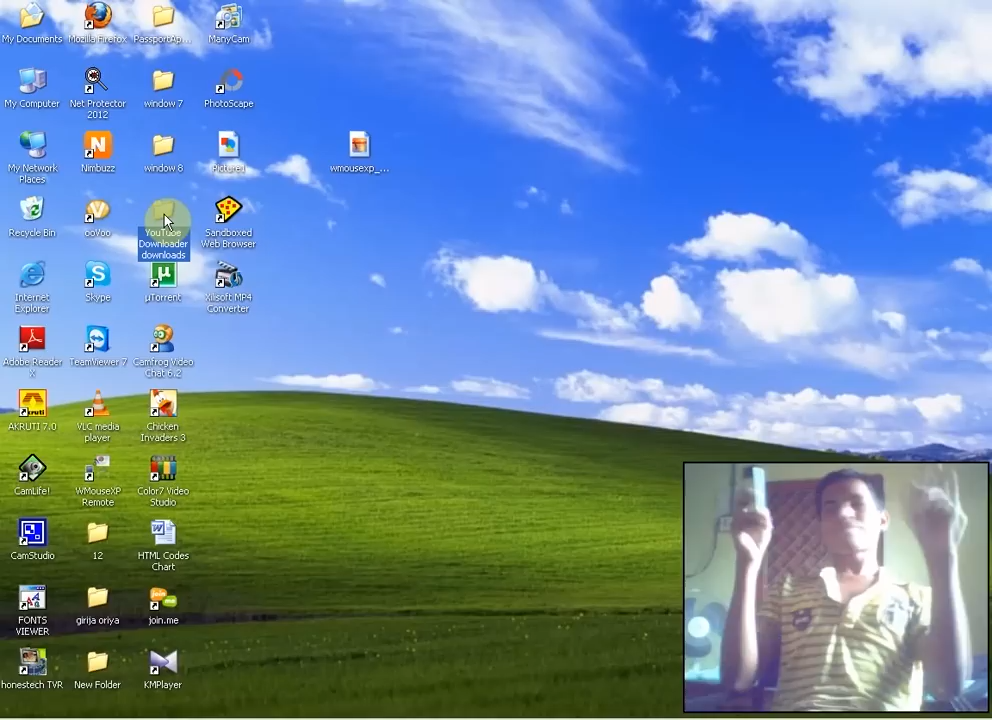 My Documents
Mozilla Firefox
PassportAp...
ManyCam
My Computer
Net Protector
2012
window 7
PhotoScape
My Network
Places
Nimbuzz
window 8
Picture1
wmousexp_...
Recycle Bin
ooVoo
YouTube
Downloader
downloads
Sandboxed
Web Browser
Internet
Explorer
Skype
µTorrent
Xilisoft MP4
Converter
Adobe Reader
X
TeamViewer 7
Camfrog Video
Chat 6.2
AKRUTI 7.0
VLC media
player
Chicken
Invaders 3
CamLife!
WMouseXP
Remote
Color7 Video
Studio
CamStudio
12
HTML Codes
Chart
FONTS
VIEWER
girija oriya
join.me
honestech TVR
New Folder
KMPlayer